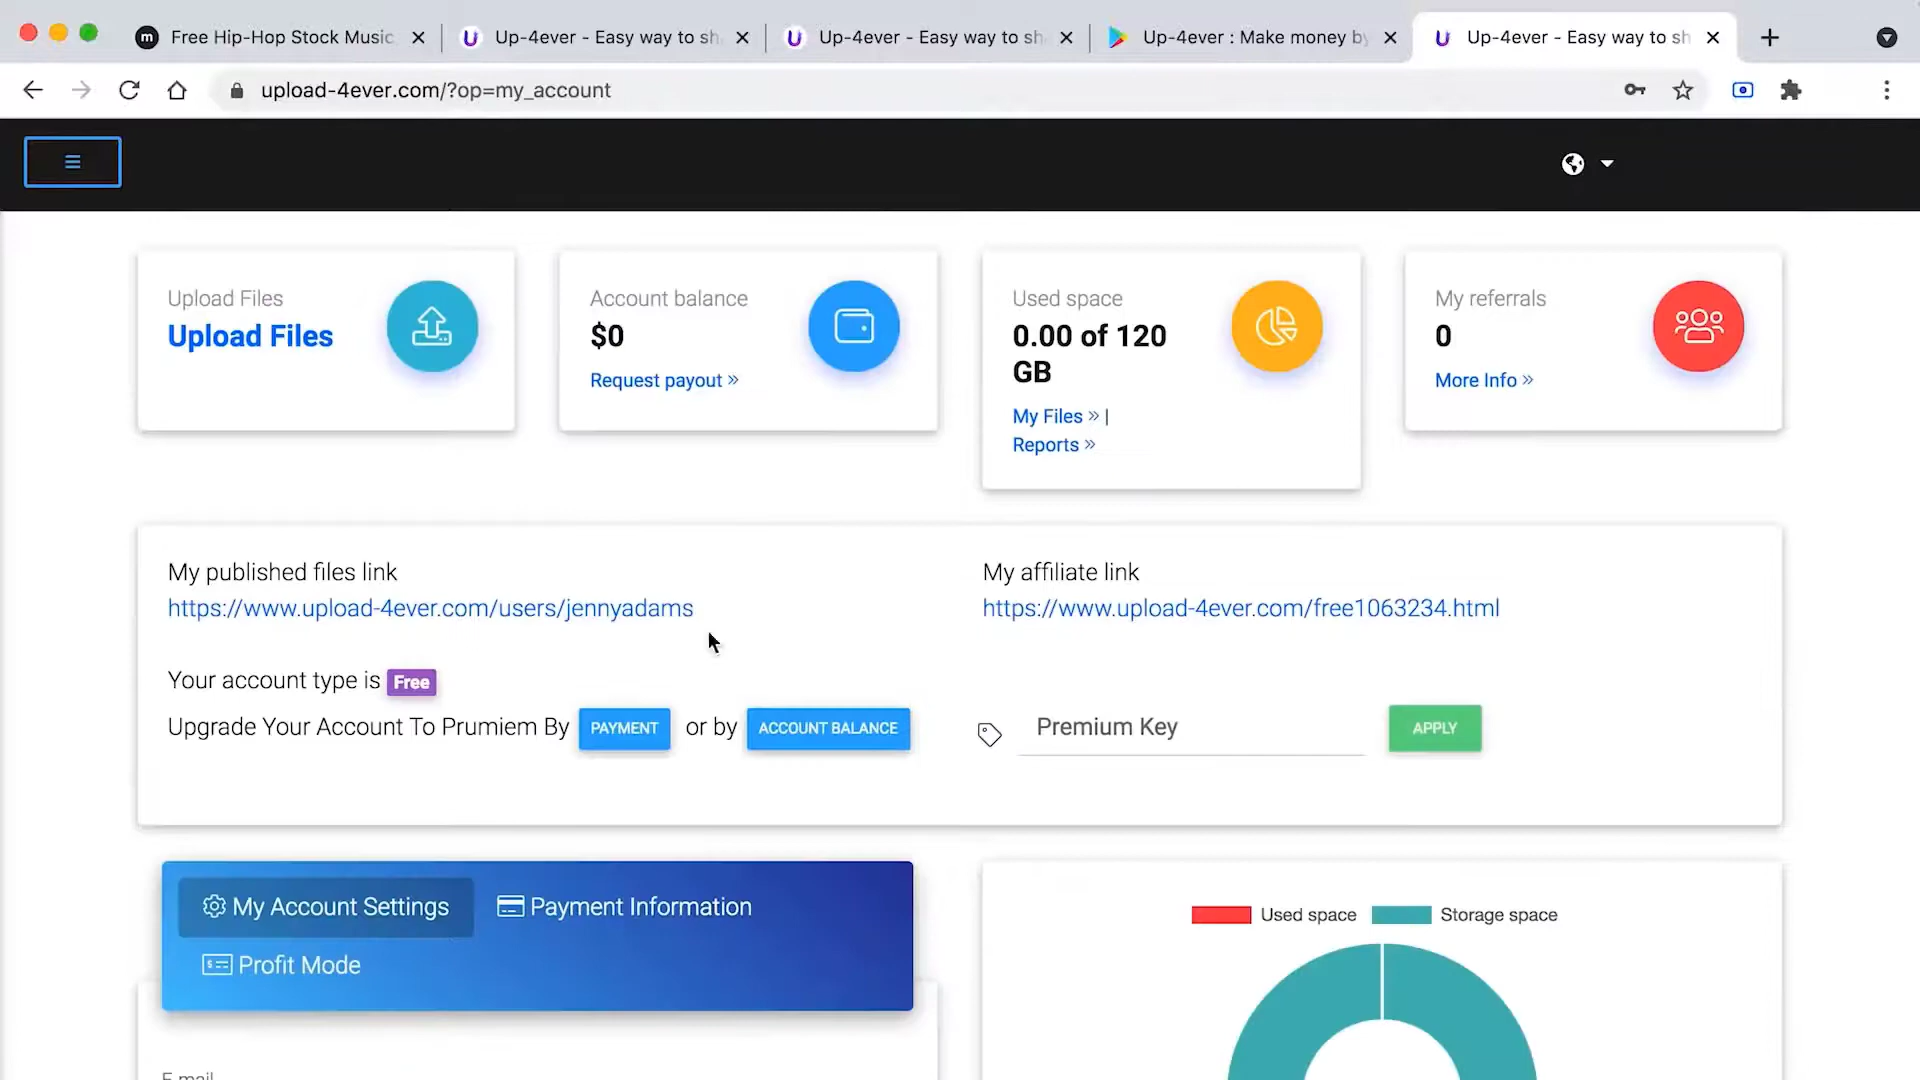 Free Hip-Hop Stock Music
Up-4ever - Easy way to sh
Up-4ever - Easy way to sh
Up-4ever : Make money by
Up-4ever - Easy way to sh
upload-4ever.com/?op=my_account
Upload Files
Upload Files
Account balance
$0
Request payout »
Used space
0.00 of 120
GB
My Files » |
Reports »
My referrals
0
More Info »
My published files link
https://www.upload-4ever.com/users/jennyadams
My affiliate link
https://www.upload-4ever.com/free1063234.html
Your account type is Free
Upgrade Your Account To Prumiem By PAYMENT or by ACCOUNT BALANCE
Premium Key
APPLY
My Account Settings
Payment Information
Profit Mode
Used space
Storage space
E-mail